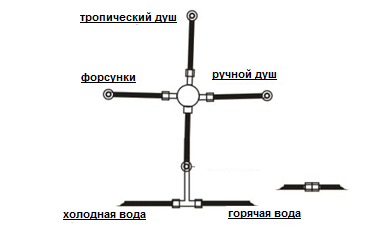 тропический душ
форсунки
ручной душ
холодная вода
горячая вода